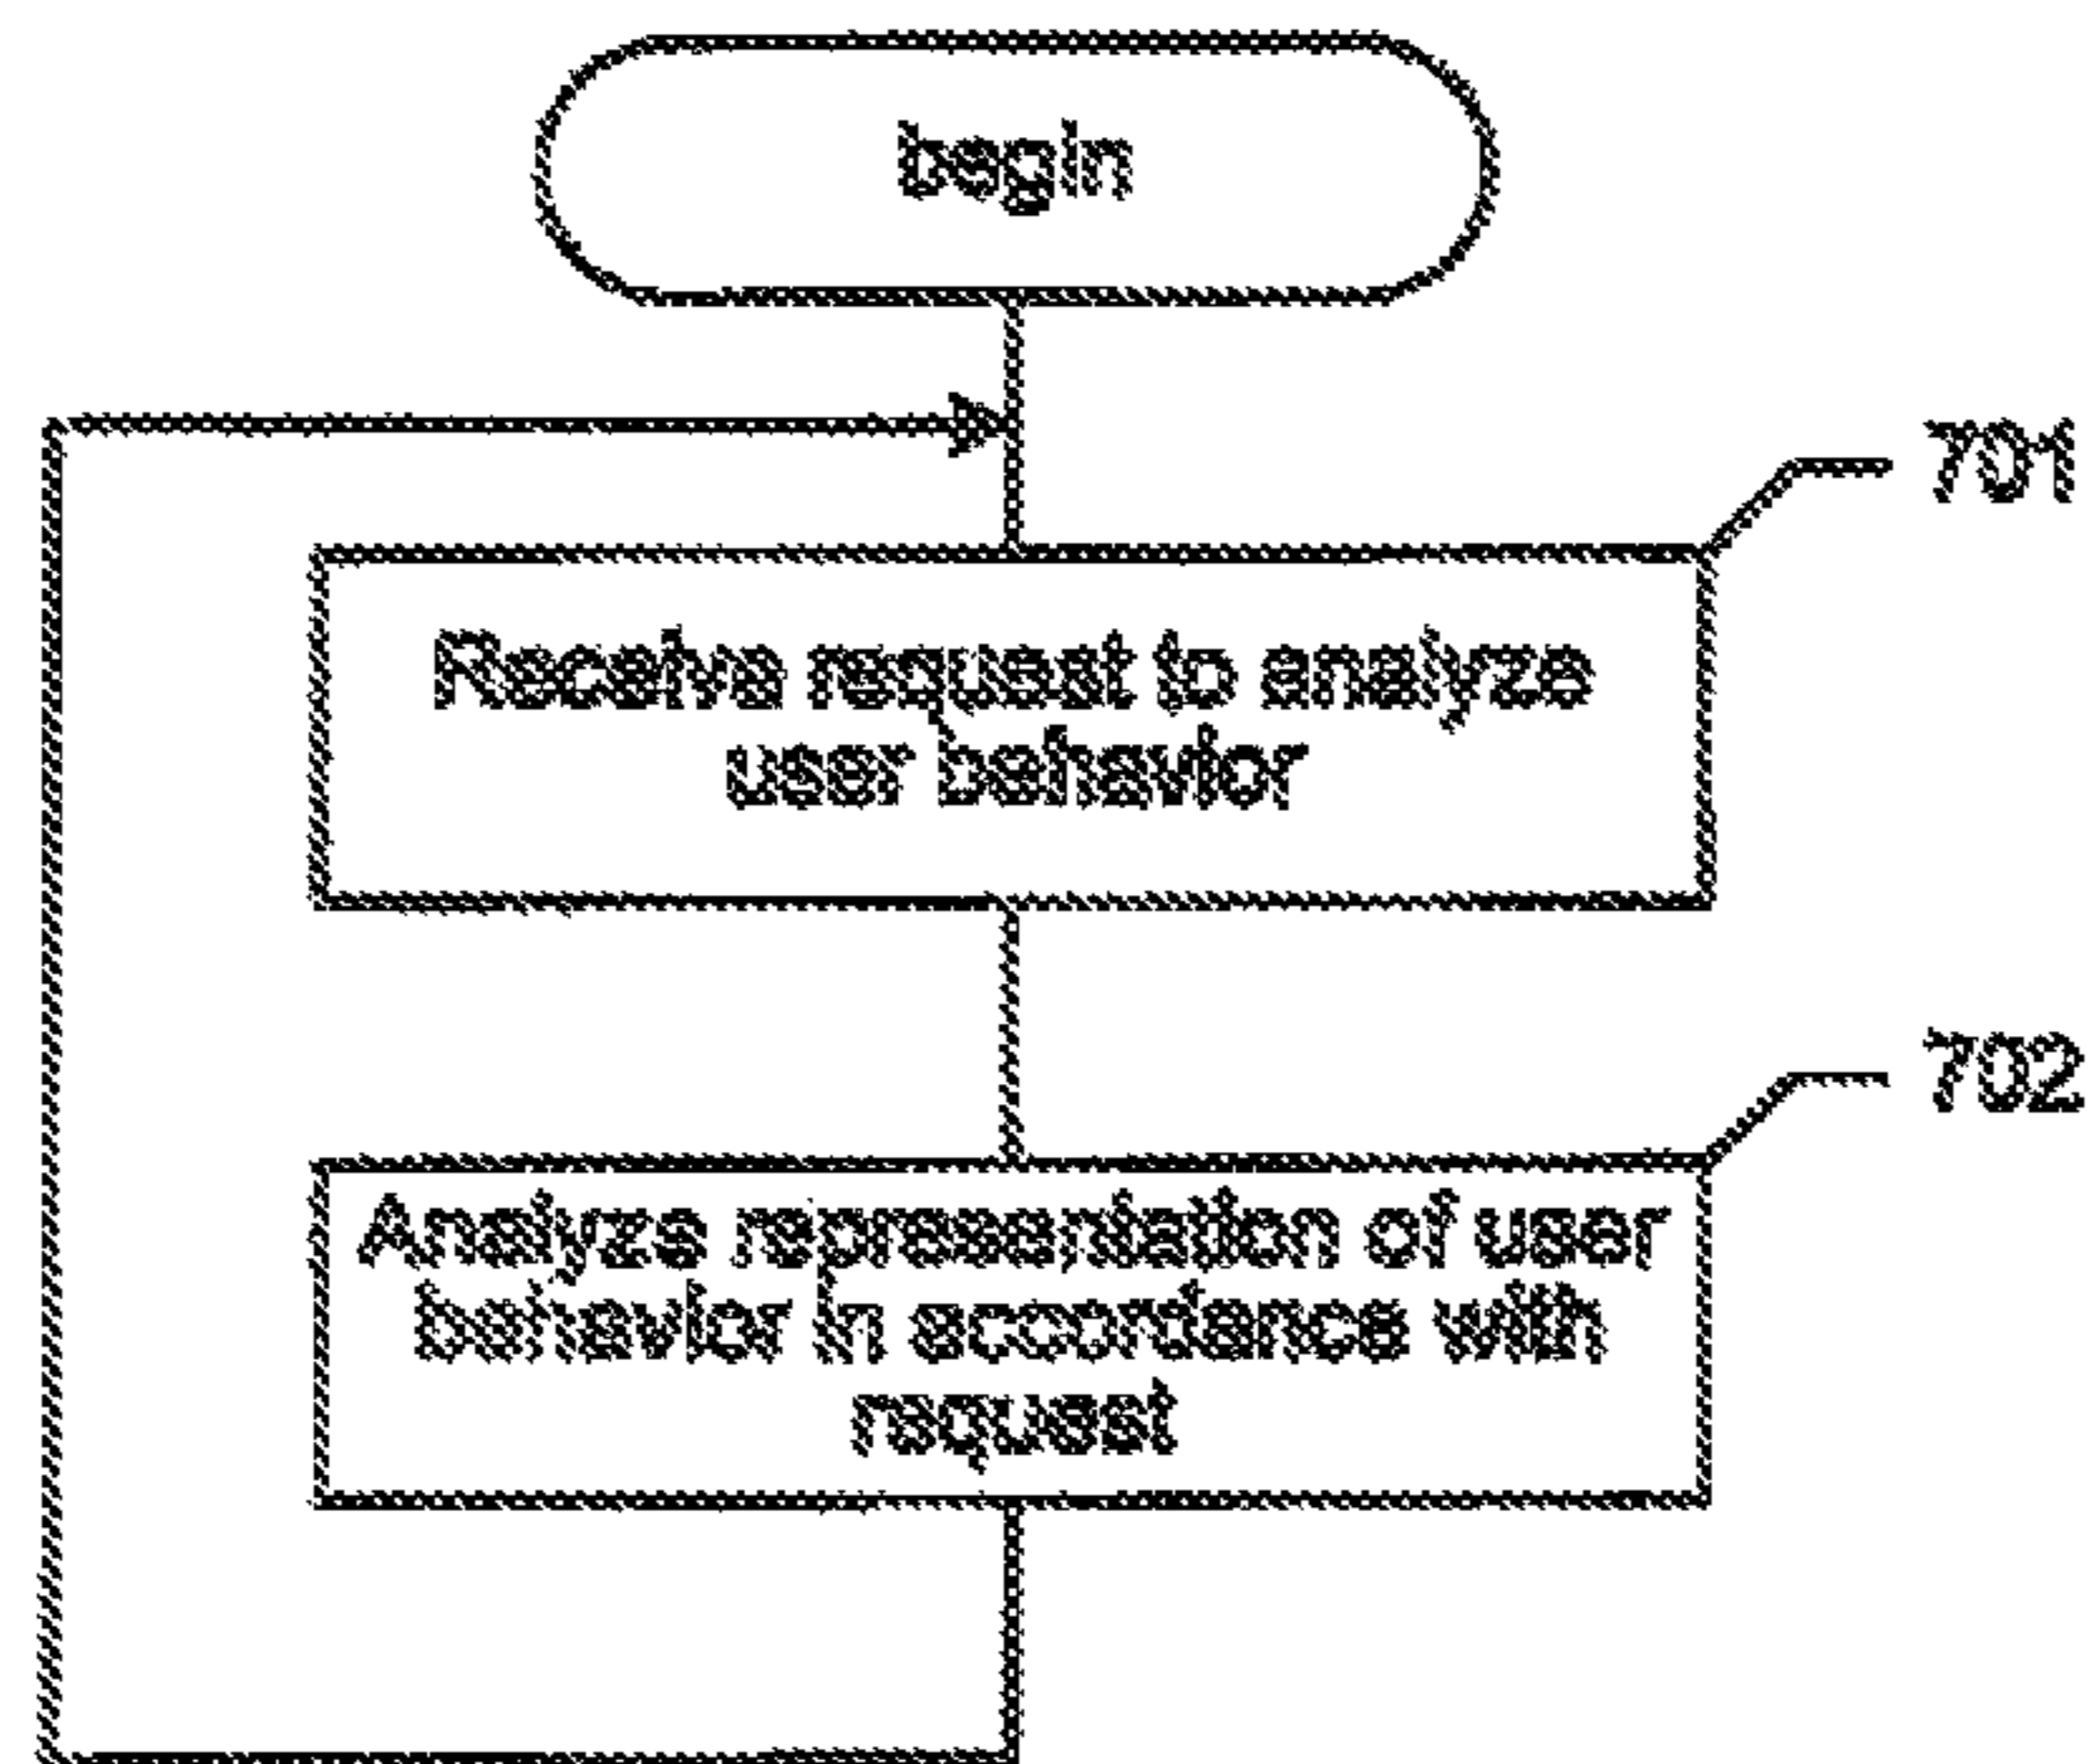 begin
701
Receive request to analyze
user behavior
702
Analyze representation of user
behavior in accordance with
request